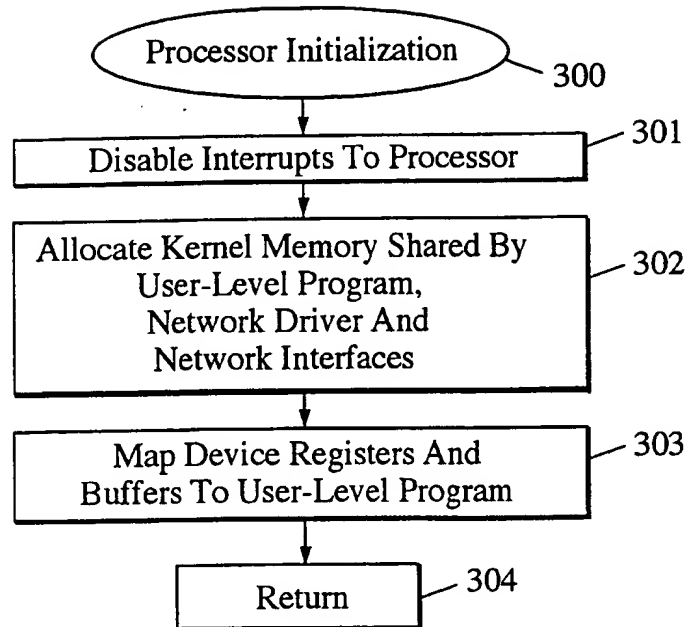 Processor Initialization
300
301
Disable Interrupts To Processor
Allocate Kernel Memory Shared By
User-Level Program,
Network Driver And
Network Interfaces
302
Map Device Registers And
Buffers To User-Level Program
303
Return
304